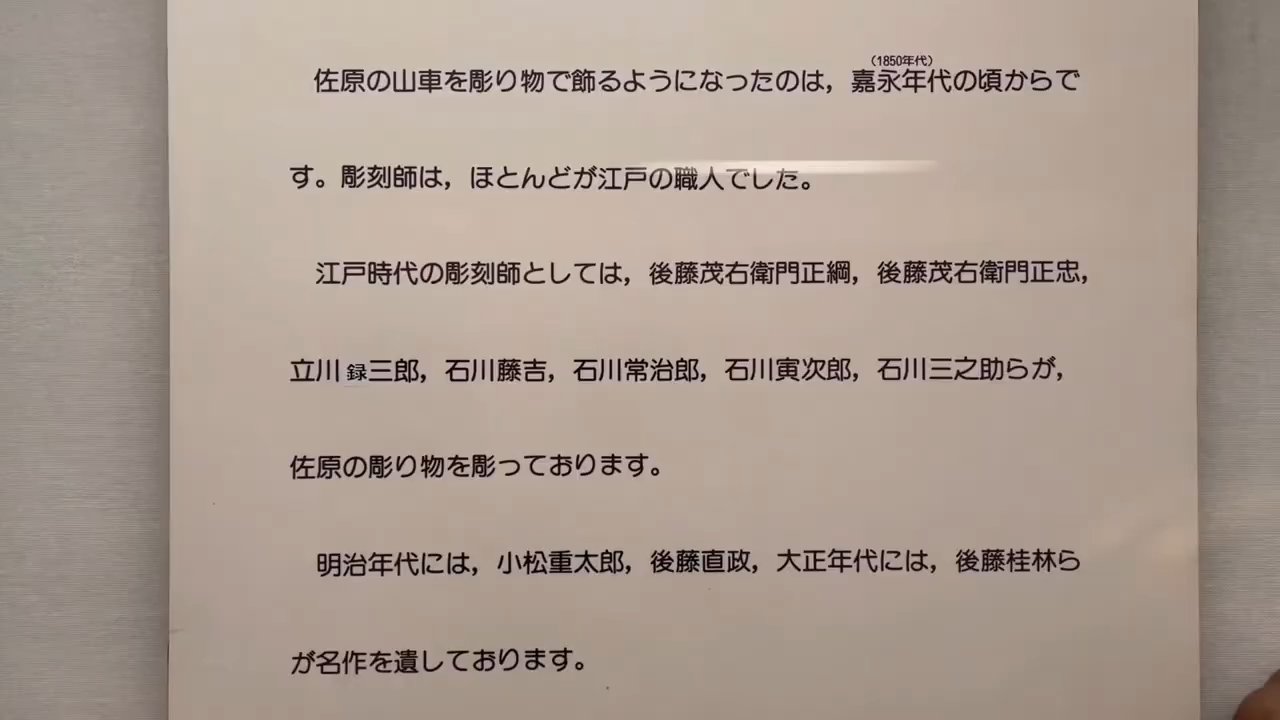 (1850年代)
佐原の山車を彫り物で飾るようになったのは，嘉永年代の頃からで
す。彫刻師は，ほとんどが江戸の職人でした。
江戸時代の彫刻師としては，後藤茂右衛門正綱，後藤茂右衛門正忠，
立川録三郎，石川藤吉，石川常治郎，石川寅次郎，石川三之助らが，
佐原の彫り物を彫っております。
明治年代には，小松重太郎，後藤直政，大正年代には，後藤桂林ら
が名作を遺しております。